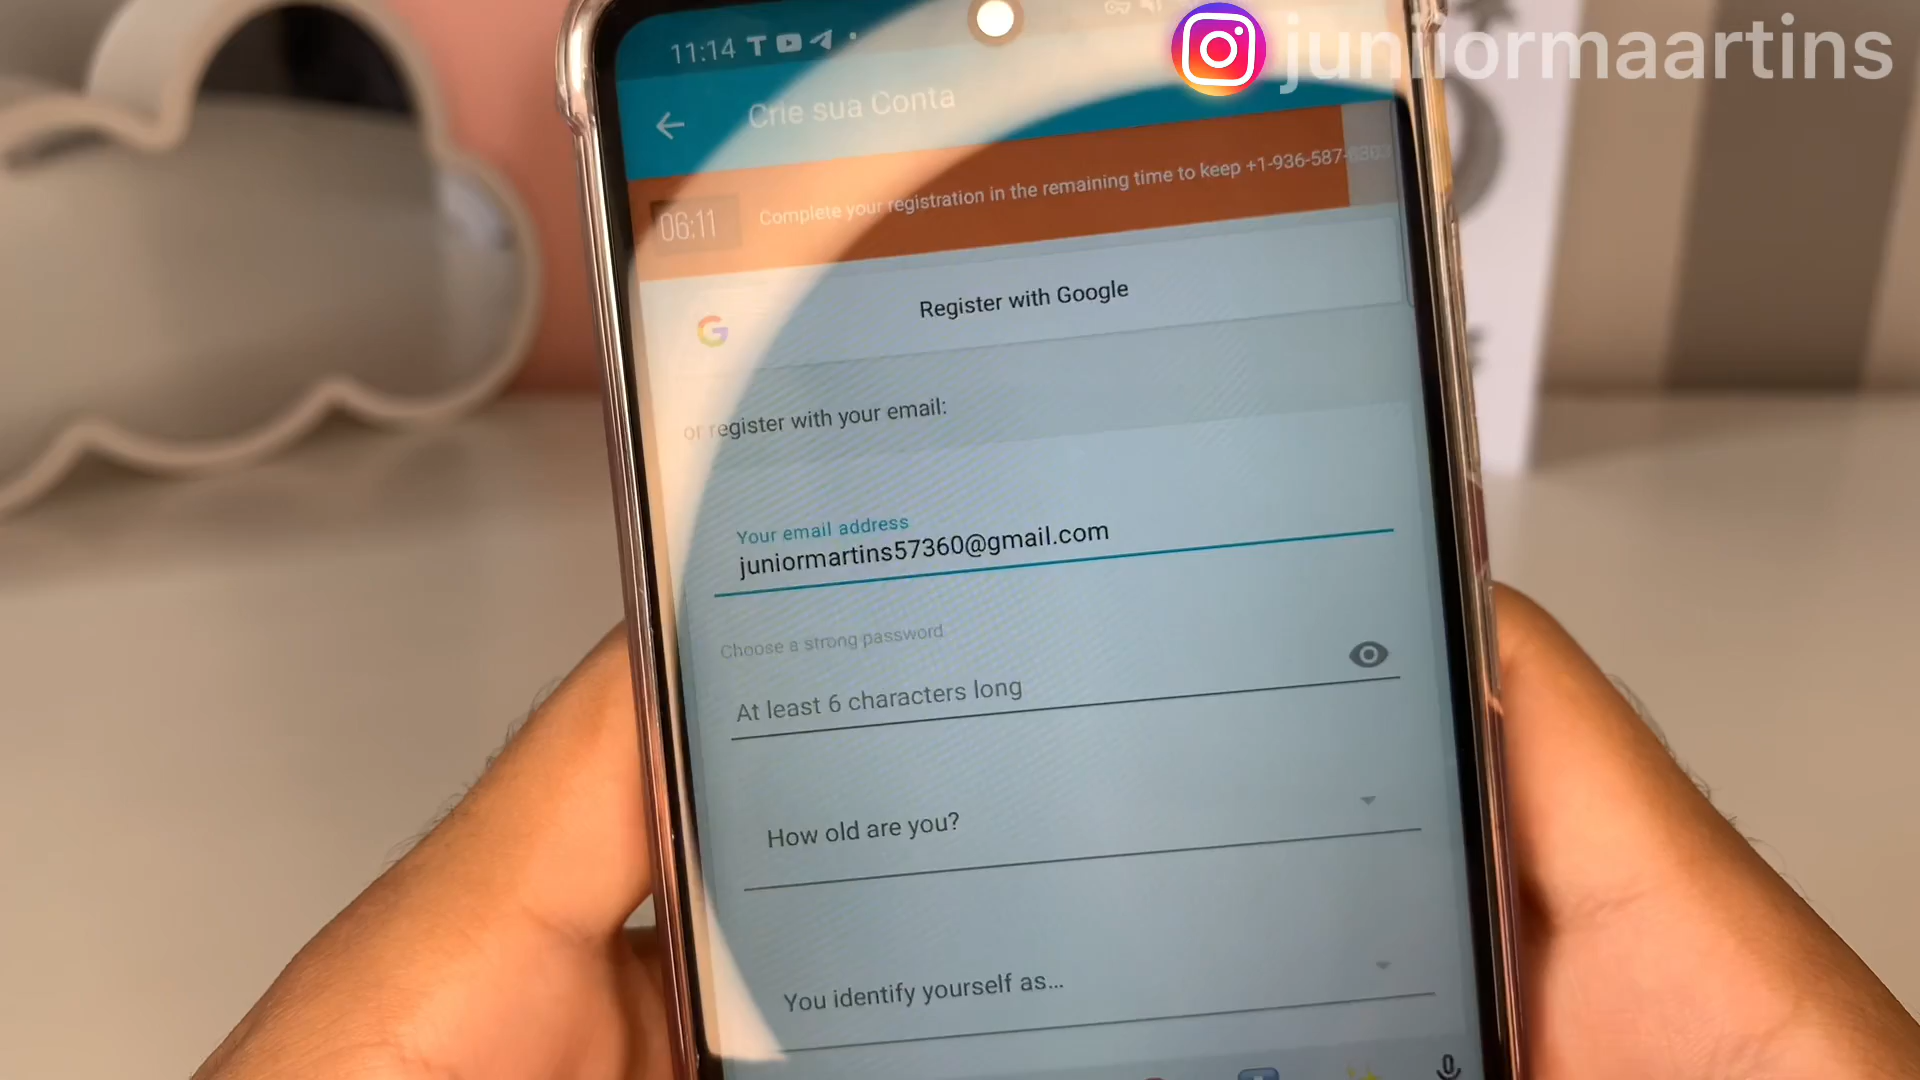 juniiormaartins
11:14
Crie sua Conta
06:11
Complete your registration in the remaining time to keep +1-936-587-
Register with Google
or register with your email:
Your email address
juniormartins57360@gmail.com
Choose a strong password
At least 6 characters long
How old are you?
You identify yourself as...